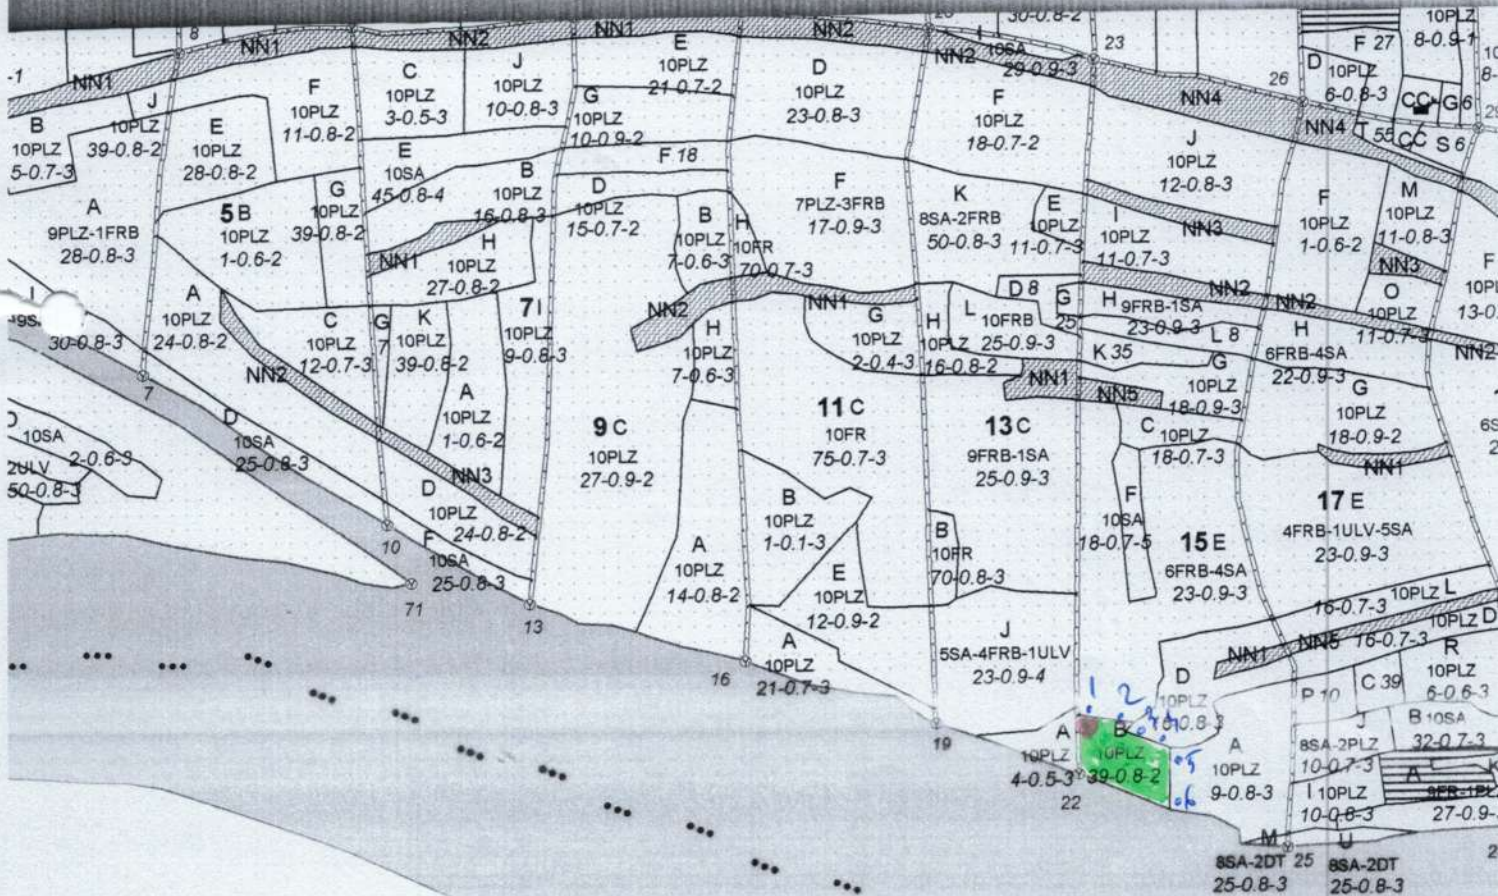 8
NN1
NN2
NN1
NN2
30-0.8-2
10PLZ
8-0.9-1
I
10SA
29-0.9-3
NN2
23
F 27
D
10PLZ
6-0.8-3
26
NN4
NN4
CC
G 6
T 55
CC
S 6
29
-1
NN1
J
10PLZ
39-0.8-2
B
10PLZ
5-0.7-3
E
10PLZ
28-0.8-2
F
10PLZ
11-0.8-2
C
10PLZ
3-0.5-3
J
10PLZ
10-0.8-3
E
10PLZ
21-0.7-2
G
10PLZ
10-0.9-2
D
10PLZ
23-0.8-3
F
10PLZ
18-0.7-2
J
10PLZ
12-0.8-3
F 18
E
10SA
45-0.8-4
B
10PLZ
16-0.8-3
D
10PLZ
15-0.7-2
A
9PLZ-1FRB
28-0.8-3
5 B
10PLZ
1-0.6-2
G
10PLZ
39-0.8-2
NN1
H
10PLZ
27-0.8-2
B
10PLZ
7-0.6-3
H
10FR
70-0.7-3
F
7PLZ-3FRB
17-0.9-3
K
8SA-2FRB
50-0.8-3
E
10PLZ
11-0.7-3
I
10PLZ
11-0.7-3
NN3
F
10PLZ
1-0.6-2
M
10PLZ
11-0.8-3
NN3
O
10PLZ
11-0.7-3
F
30-0.8-3
A
10PLZ
24-0.8-2
C
10PLZ
12-0.7-3
G
7
K
10PLZ
39-0.8-2
7 I
10PLZ
9-0.8-3
NN2
NN1
H
10PLZ
7-0.6-3
G
10PLZ
2-0.4-3
H
10PLZ
16-0.8-2
L
10FRB
25-0.9-3
D 8
G
25
H
9FRB-1SA
23-0.9-3
NN2
NN2
L 8
H
6FRB-4SA
22-0.9-3
NN2
K 35
G
10PLZ
18-0.9-3
G
10PLZ
18-0.9-2
NN1
NN5
NN2
7
D
10SA
25-0.8-3
A
10PLZ
1-0.6-2
9 C
10PLZ
27-0.9-2
11 C
10FR
75-0.7-3
13 C
9FRB-1SA
25-0.9-3
C
10PLZ
18-0.7-3
NN1
10SA
2-0.6-3
2ULV
50-0.8-3
NN3
D
10PLZ
24-0.8-2
F
10SA
25-0.8-3
B
10PLZ
1-0.1-3
B
10FR
70-0.8-3
F
10SA
18-0.7-5
15 E
6FRB-4SA
23-0.9-3
17 E
4FRB-1ULV-5SA
23-0.9-3
10
71
13
A
10PLZ
14-0.8-2
E
10PLZ
12-0.9-2
A
10PLZ
21-0.7-3
16
J
5SA-4FRB-1ULV
23-0.9-4
10PLZ
L
16-0.7-3
NN5
16-0.7-3
10PLZ
D
NN1
R
10PLZ
6-0.6-3
C 39
P 10
D
10PLZ
1 2
5
6
19
A
10PLZ
4-0.5-3
B
10PLZ
39-0.8-2
22
A
10PLZ
9-0.8-3
J
8SA-2PLZ
10-0.7-3
B 10SA
32-0.7-3
I 10PLZ
10-0.8-3
A
9FR-1PLZ
27-0.9-
M
8SA-2DT
25-0.8-3
25
U
8SA-2DT
25-0.8-3